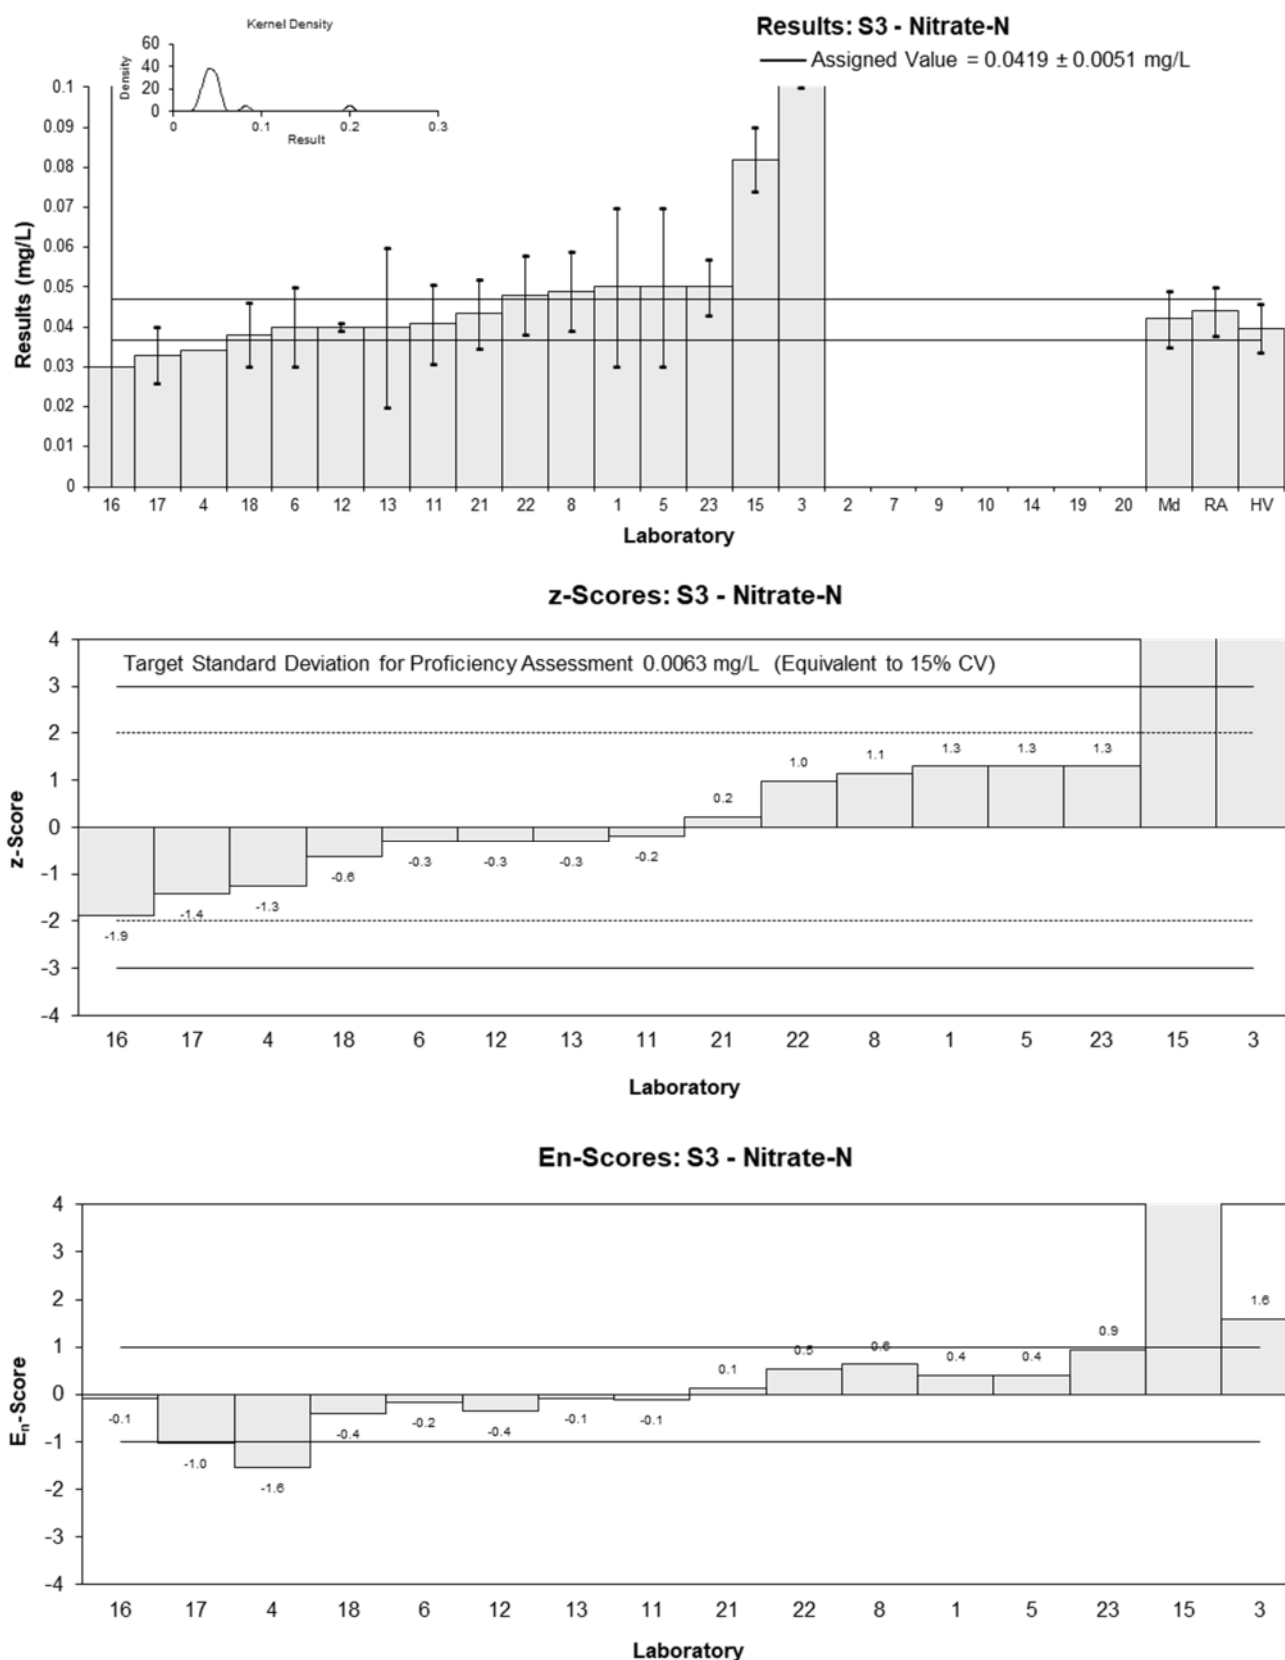 Kernel Density
Density
60
40
20
0
0 0.1 0.2 0.3
Result
Results: S3 - Nitrate-N
Assigned Value = 0.0419 ± 0.0051 mg/L
Results (mg/L)
0.1
0.09
0.08
0.07
0.06
0.05
0.04
0.03
0.02
0.01
0
16 17 4 18 6 12 13 11 21 22 8 1 5 23 15 3 2 7 9 10 14 19 20 Md RA HV
Laboratory
z-Scores: S3 - Nitrate-N
Target Standard Deviation for Proficiency Assessment 0.0063 mg/L (Equivalent to 15% CV)
z-Score
4
3
2
1
0
-1
-2
-3
-4
-1.9 -1.4 -1.3 -0.6 -0.3 -0.3 -0.3 -0.2 0.2 1.0 1.1 1.3 1.3 1.3
16 17 4 18 6 12 13 11 21 22 8 1 5 23 15 3
Laboratory
En-Scores: S3 - Nitrate-N
En-Score
4
3
2
1
0
-1
-2
-3
-4
-0.1 -1.0 -1.6 -0.4 -0.2 -0.4 -0.1 -0.1 0.1 0.5 0.6 0.4 0.4 0.9 1.6
16 17 4 18 6 12 13 11 21 22 8 1 5 23 15 3
Laboratory